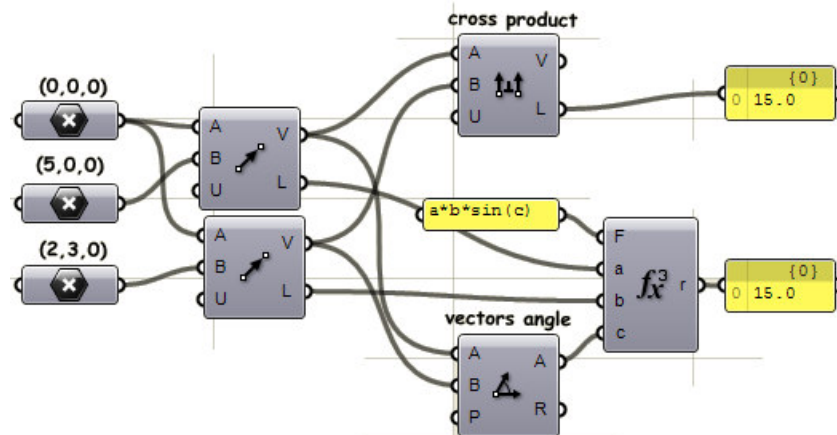 cross product
A
B
U
V
L
{0}
0 15.0
(0,0,0)
(5,0,0)
(2,3,0)
A
B
U
V
L
A
B
U
V
L
a*b*sin(c)
F
a
b
c
fx3
r
{0}
0 15.0
vectors angle
A
B
P
A
R